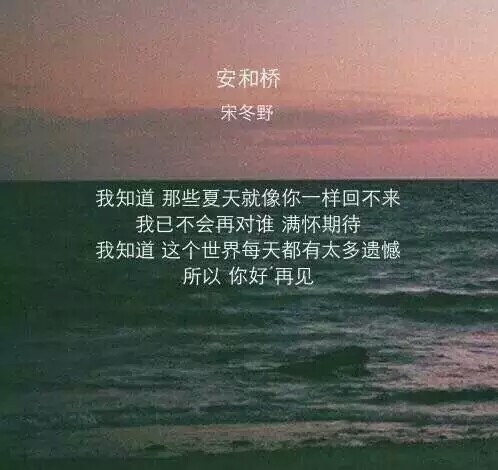 安和桥
宋冬野
我知道 那些夏天就像你一样回不来
我已不会再对谁 满怀期待
我知道 这个世界每天都有太多遗憾
所以 你好´再见